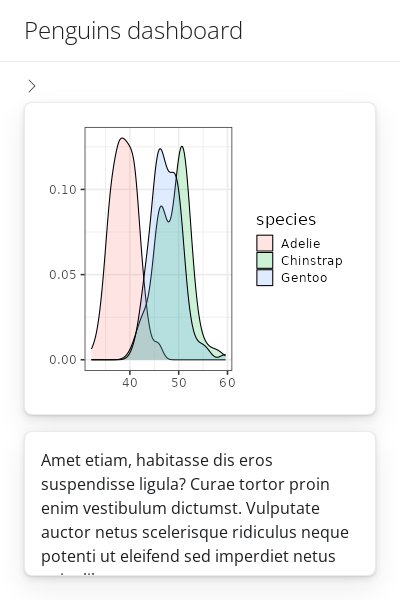 Penguins dashboard
0.10
0.05
0.00
40 50 60
species
Adelie
Chinstrap
Gentoo
Amet etiam, habitasse dis eros
suspendisse ligula? Curae tortor proin
enim vestibulum dictumst. Vulputate
auctor netus scelerisque ridiculus neque
potenti ut eleifend sed imperdiet netus